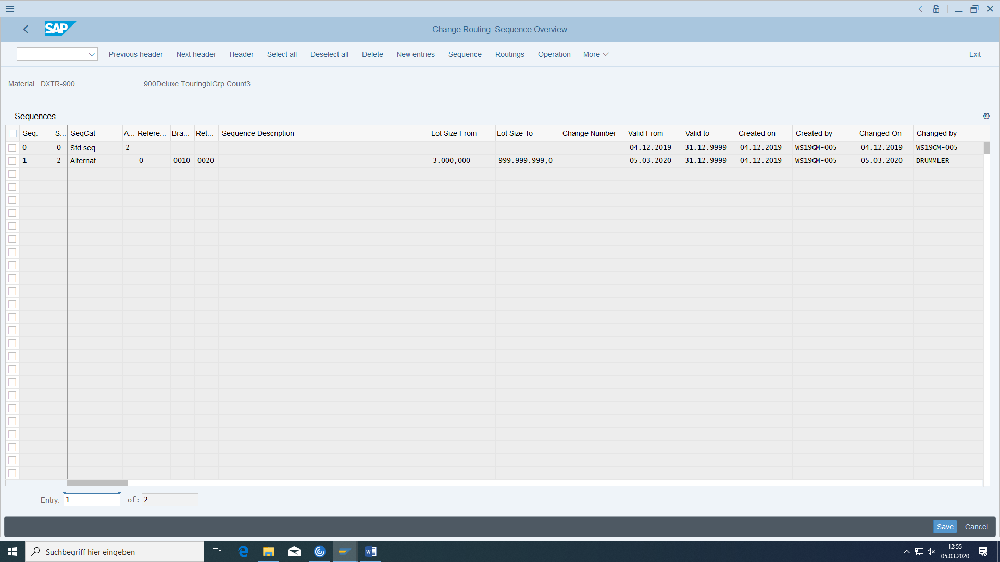 SAP
Change Routing: Sequence Overview
Previous header Next header Header Select all Deselect all Delete New entries Sequence Routings Operation More Exit
Material DXTR-900 900Deluxe TouringbiGrp.Count3
Sequences
Seq. S... SeqCat A... Refere... Bra... Ret... Sequence Description Lot Size From Lot Size To Change Number Valid From Valid to Created on Created by Changed On Changed by
0 0 Std.seq. 2 04.12.2019 31.12.9999 04.12.2019 WS19GM-005 04.12.2019 WS19GM-005
1 2 Alternat. 0 0010 0020 3.000,000 999.999.999,0… 05.03.2020 31.12.9999 04.12.2019 WS19GM-005 05.03.2020 DRUMMLER
Entry: 1 of: 2
Save Cancel
Suchbegriff hier eingeben
12:55
05.03.2020